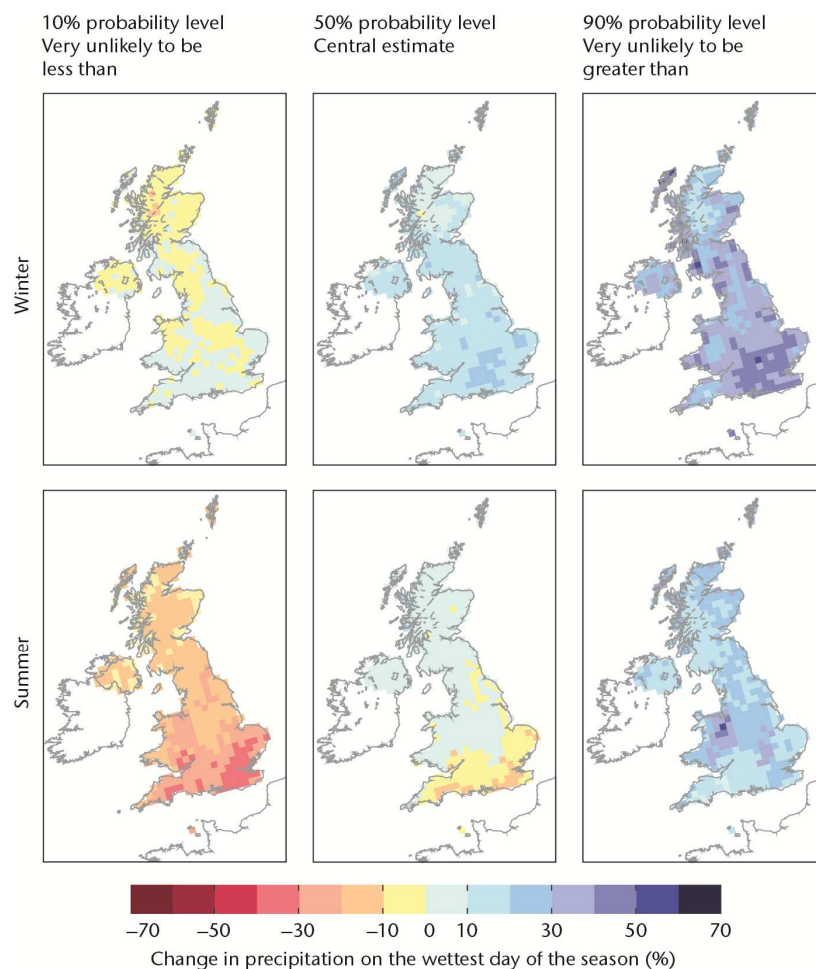 10% probability level
Very unlikely to be
less than
50% probability level
Central estimate
90% probability level
Very unlikely to be
greater than
Winter
Summer
−70 −50 −30 −10 0 10 30 50 70
Change in precipitation on the wettest day of the season (%)